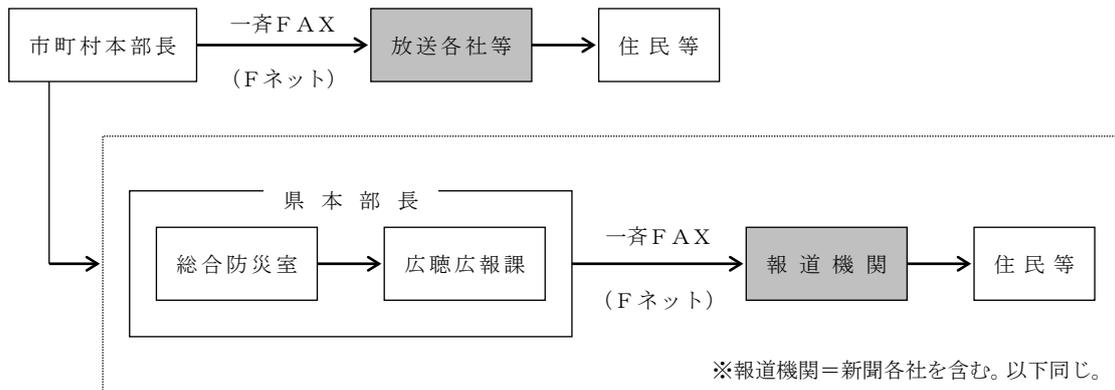 市町村本部長
一斉ＦＡＸ
（Ｆネット）
放送各社等
住民等
県本部長
総合防災室
広聴広報課
一斉ＦＡＸ
（Ｆネット）
報道機関
住民等
※報道機関＝新聞各社を含む。以下同じ。